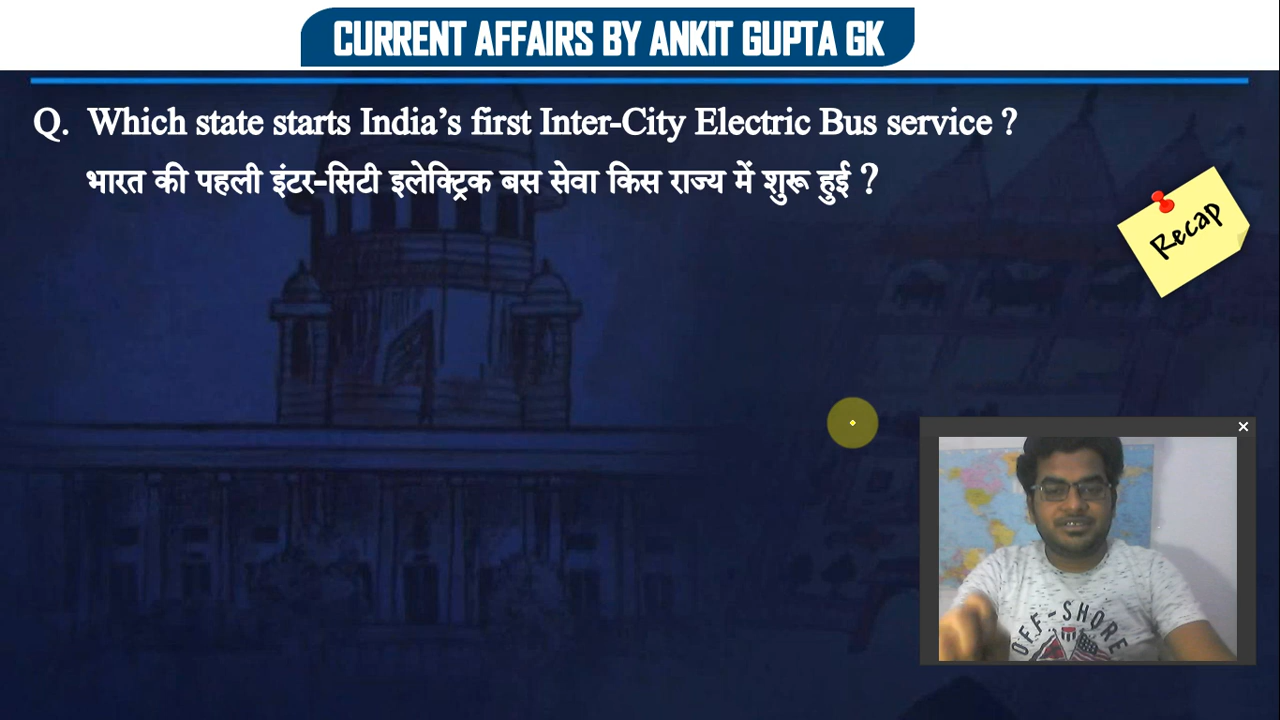 CURRENT AFFAIRS BY ANKIT GUPTA GK
Q. Which state starts India’s first Inter-City Electric Bus service ?
भारत की पहली इंटर-सिटी इलेक्ट्रिक बस सेवा किस राज्य में शुरू हुई ?
Recap
OFF-SHORE